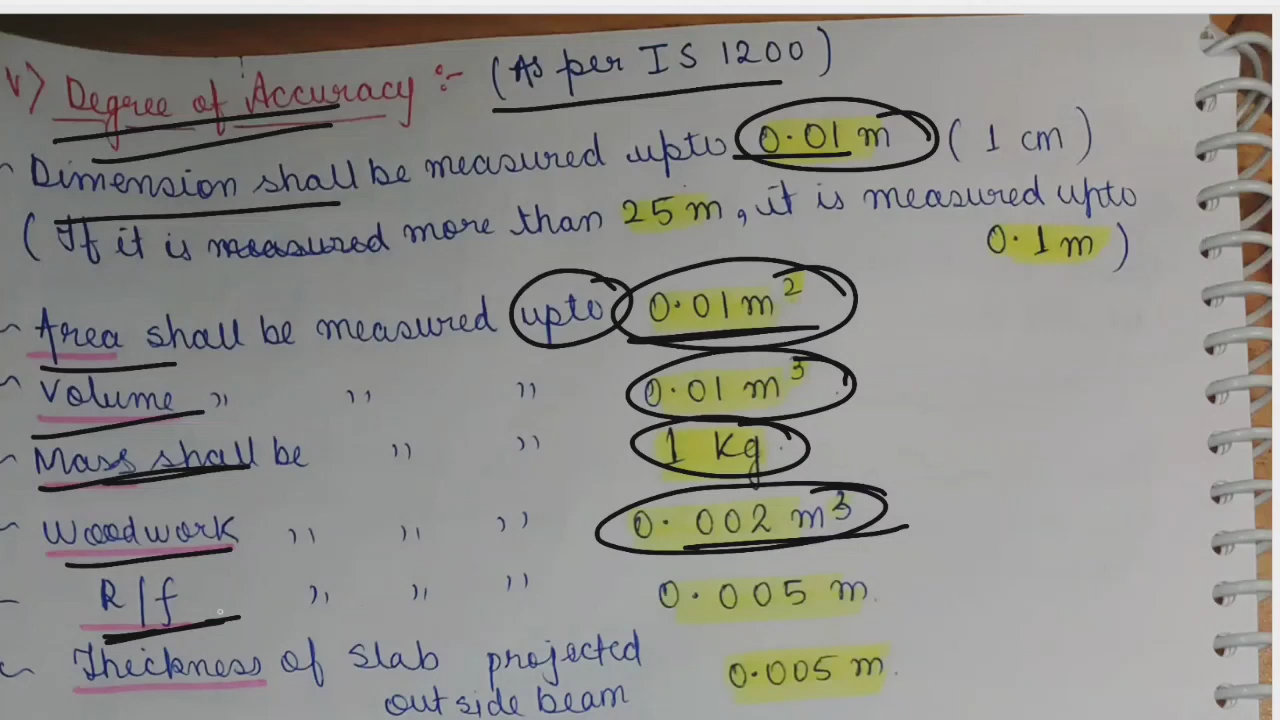 v) Degree of Accuracy :- (As per IS 1200)
- Dimension shall be measured upto 0.01 m (1 cm)
(If it is measured more than 25 m, it is measured upto
0.1 m)
- Area shall be measured upto 0.01 m²
- Volume " " " 0.01 m³
- Mass shall be " " 1 Kg
- Woodwork " " " 0.002 m³
- R/f " " " 0.005 m.
- Thickness of slab projected 0.005 m.
outside beam